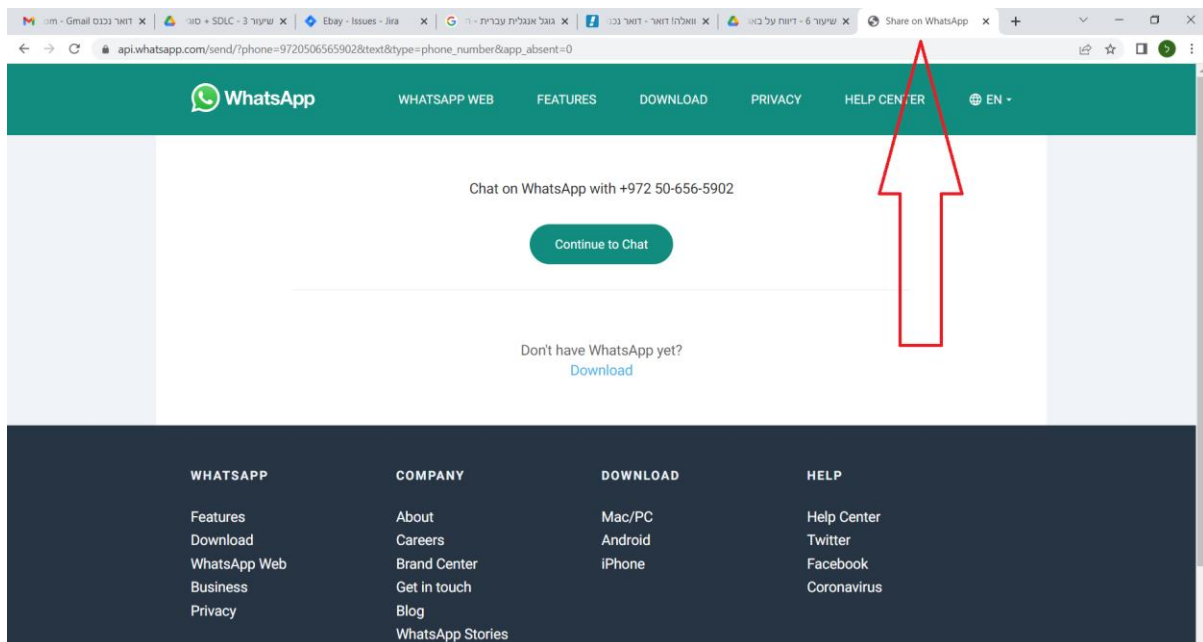 דואר נכנס - Gmail
שיעור 3 - SDLC + סוגי
Ebay - Issues - Jira
גוגל אנגלית עברית
וואלה! דואר - דואר נכנ
שיעור 6 - דיווח על באג
Share on WhatsApp
api.whatsapp.com/send/?phone=9720506565902&text&type=phone_number&app_absent=0
WhatsApp
WHATSAPP WEB
FEATURES
DOWNLOAD
PRIVACY
HELP CENTER
EN
Chat on WhatsApp with +972 50-656-5902
Continue to Chat
Don't have WhatsApp yet?
Download
WHATSAPP
Features
Download
WhatsApp Web
Business
Privacy
COMPANY
About
Careers
Brand Center
Get in touch
Blog
WhatsApp Stories
DOWNLOAD
Mac/PC
Android
iPhone
HELP
Help Center
Twitter
Facebook
Coronavirus